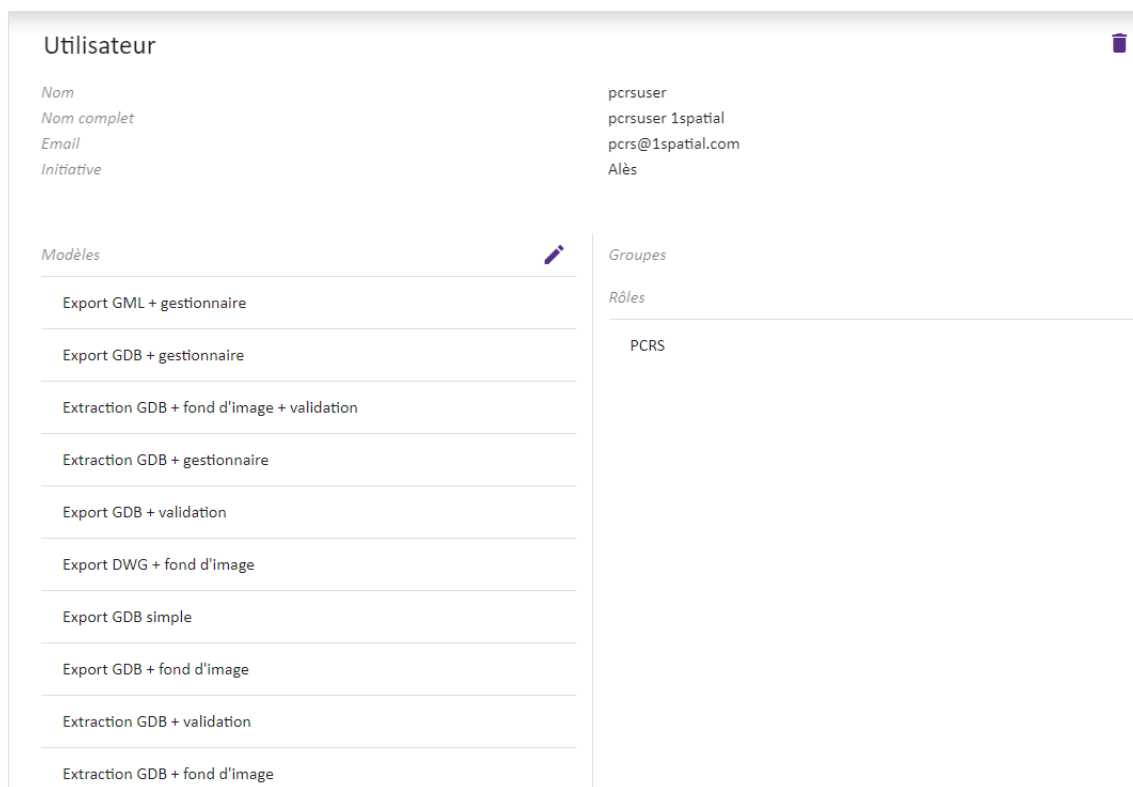 Utilisateur
Nom pcrsuser
Nom complet pcrsuser 1spatial
Email pcrs@1spatial.com
Initiative Alès
Modèles
Export GML + gestionnaire
Export GDB + gestionnaire
Extraction GDB + fond d'image + validation
Extraction GDB + gestionnaire
Export GDB + validation
Export DWG + fond d'image
Export GDB simple
Export GDB + fond d'image
Extraction GDB + validation
Extraction GDB + fond d'image
Groupes
Rôles
PCRS